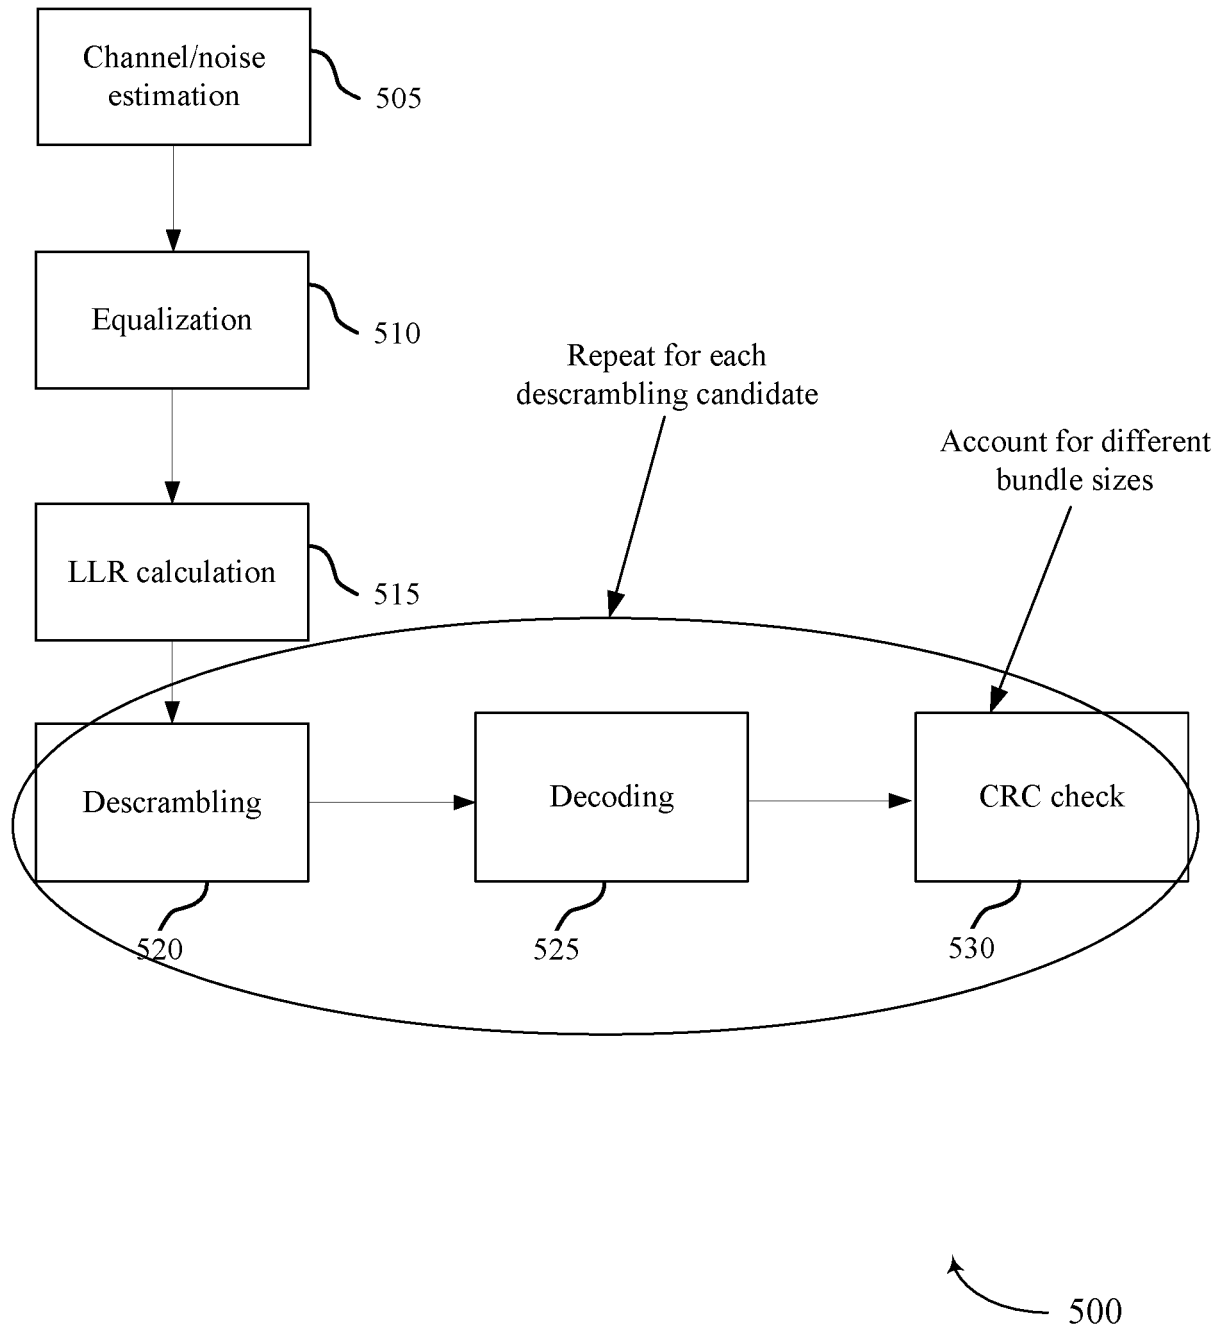 Channel/noise
estimation
505
Equalization
510
Repeat for each
descrambling candidate
Account for different
bundle sizes
LLR calculation
515
Descrambling
Decoding
CRC check
520
525
530
500